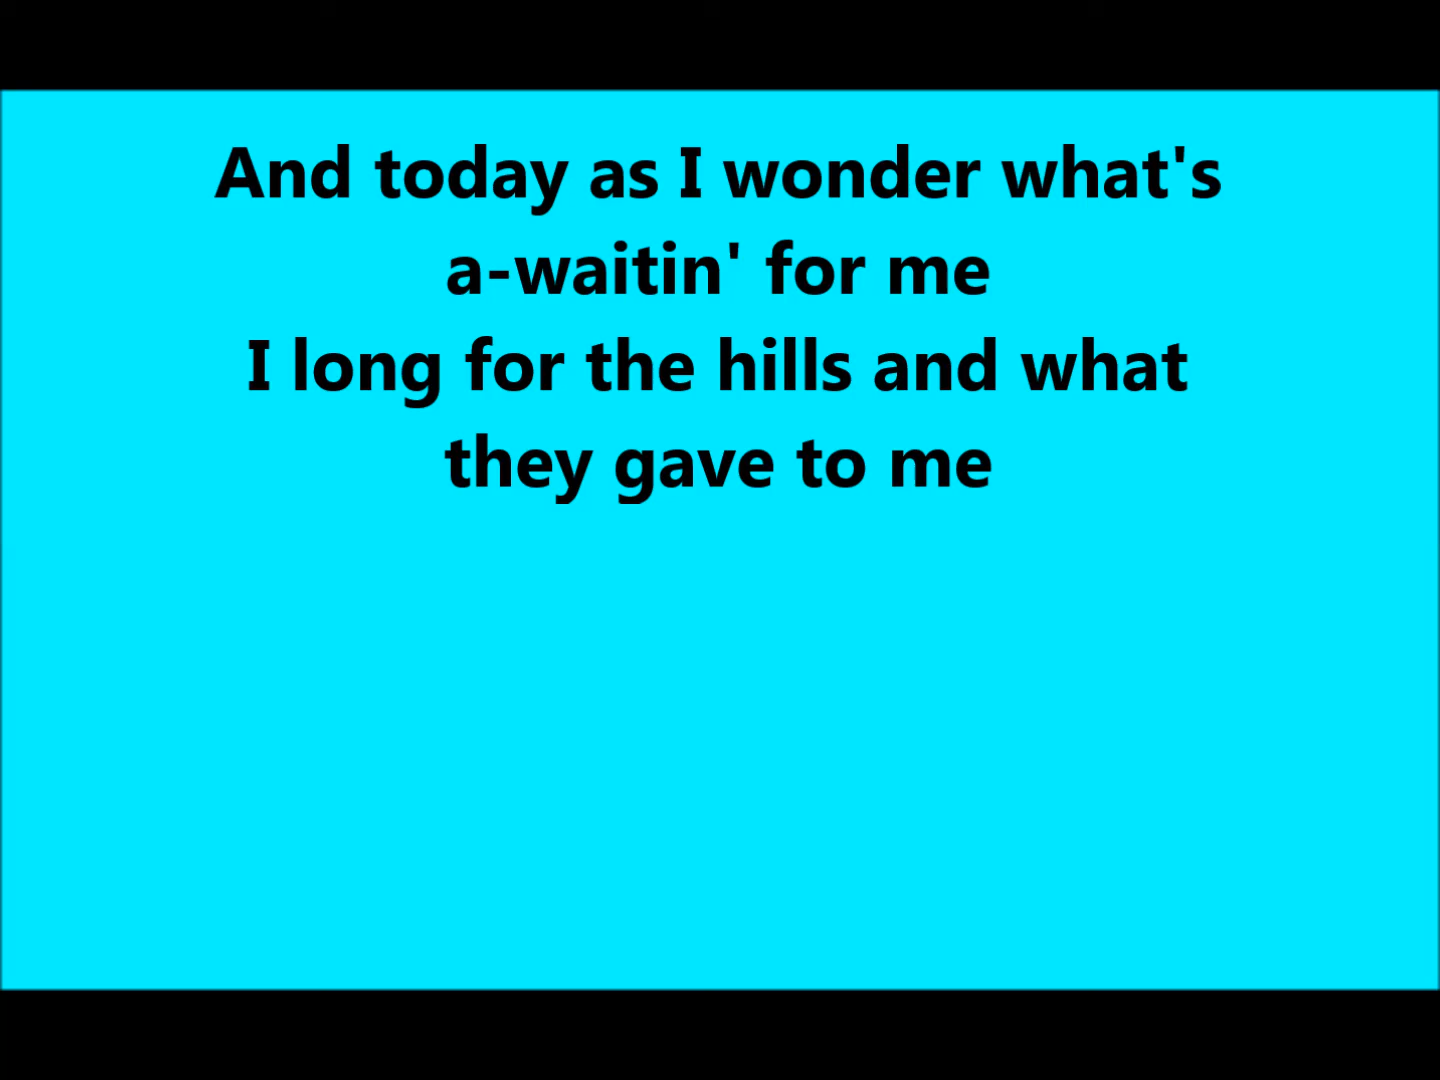 And today as I wonder what's
a-waitin' for me
I long for the hills and what
they gave to me